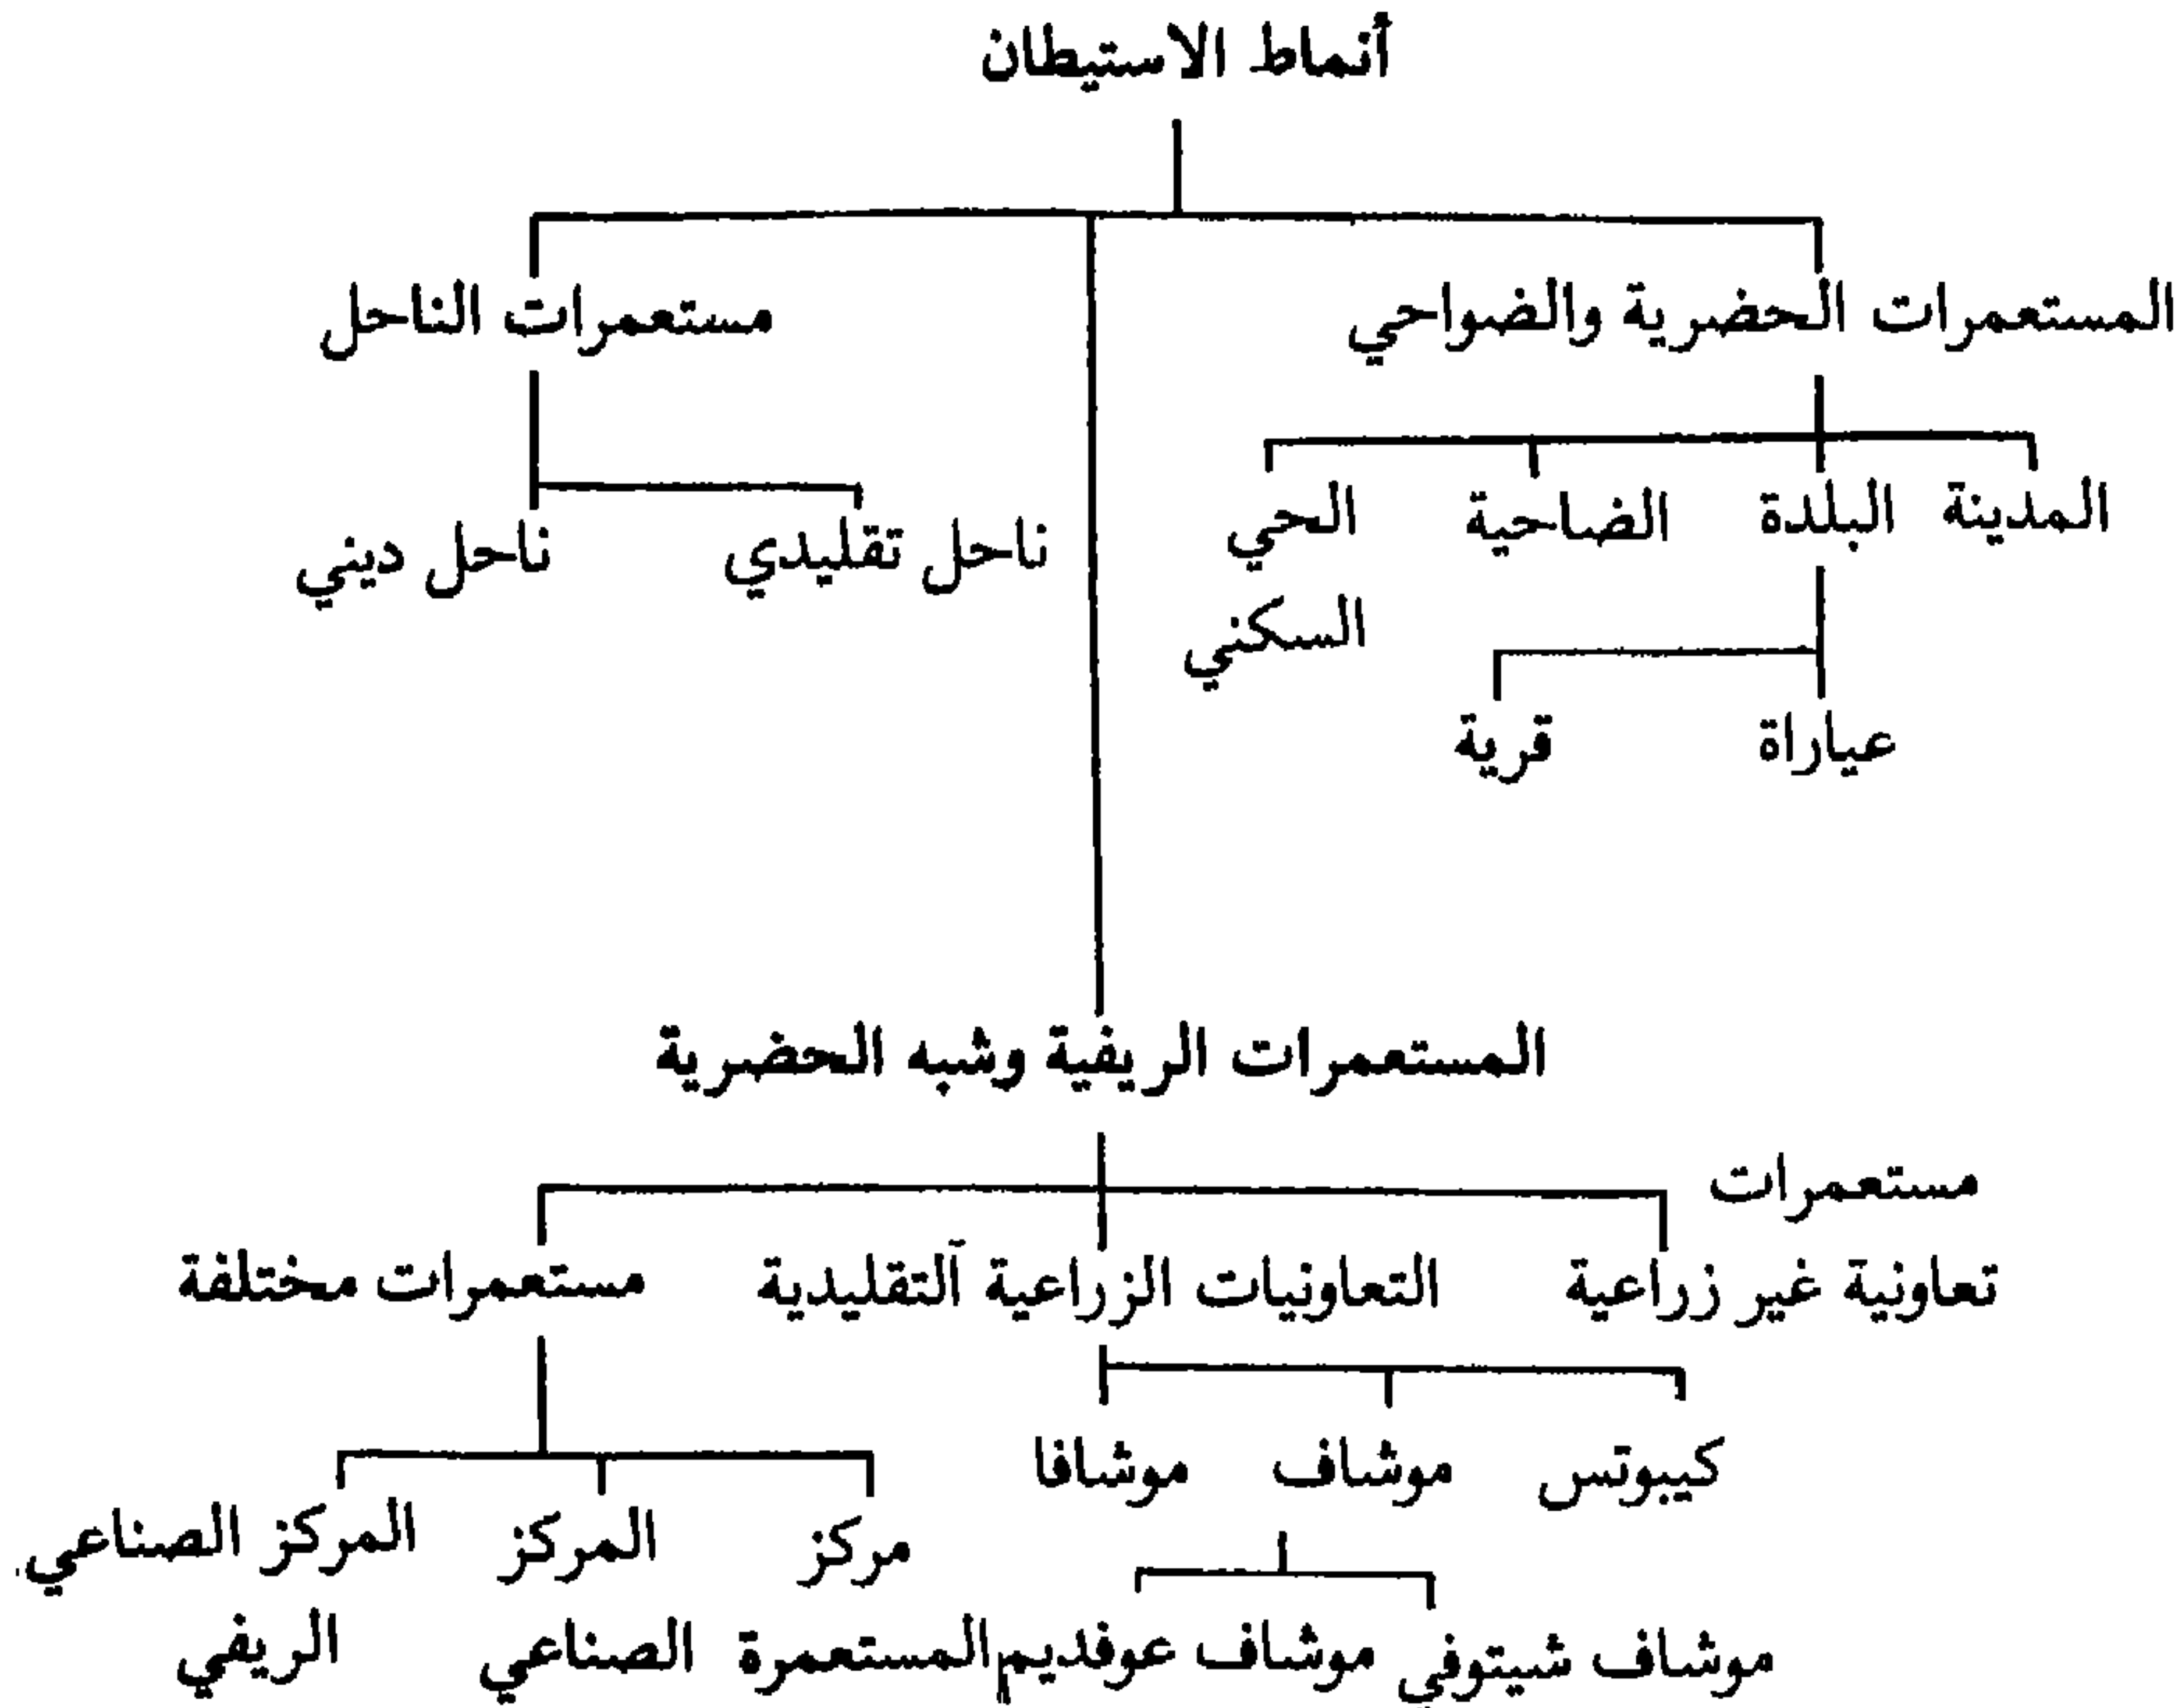 أنماط الاستيطان
المستعمرات الحضرية والضواحي
مستعمرات الناحل
المدينة
البلدة
الضاحية
الحي
السكني
ناحل تقليدي
ناحل ديني
عياراة
قرية
المستعمرات الريفية وشبه الحضرية
مستعمرات
تعاونية غير زراعية
التعاونيات الزراعية التقليدية
مستعمرات مختلفة
كيبوتس
موشاف
موشافا
موشاف شيتوفي
موشاف عوفديم
مركز
المستعمرة
المركز
الصناعي
المركز الصناعي
الريفي